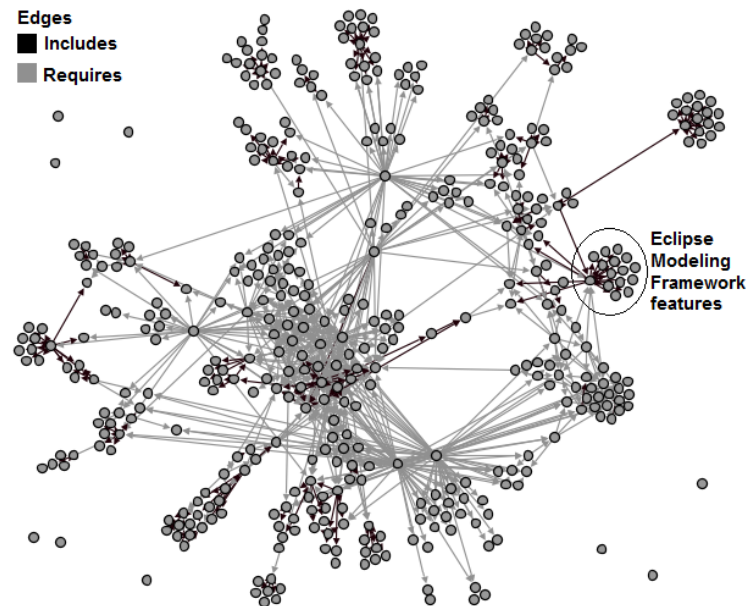 Edges
Includes
Requires
Eclipse
Modeling
Framework
features